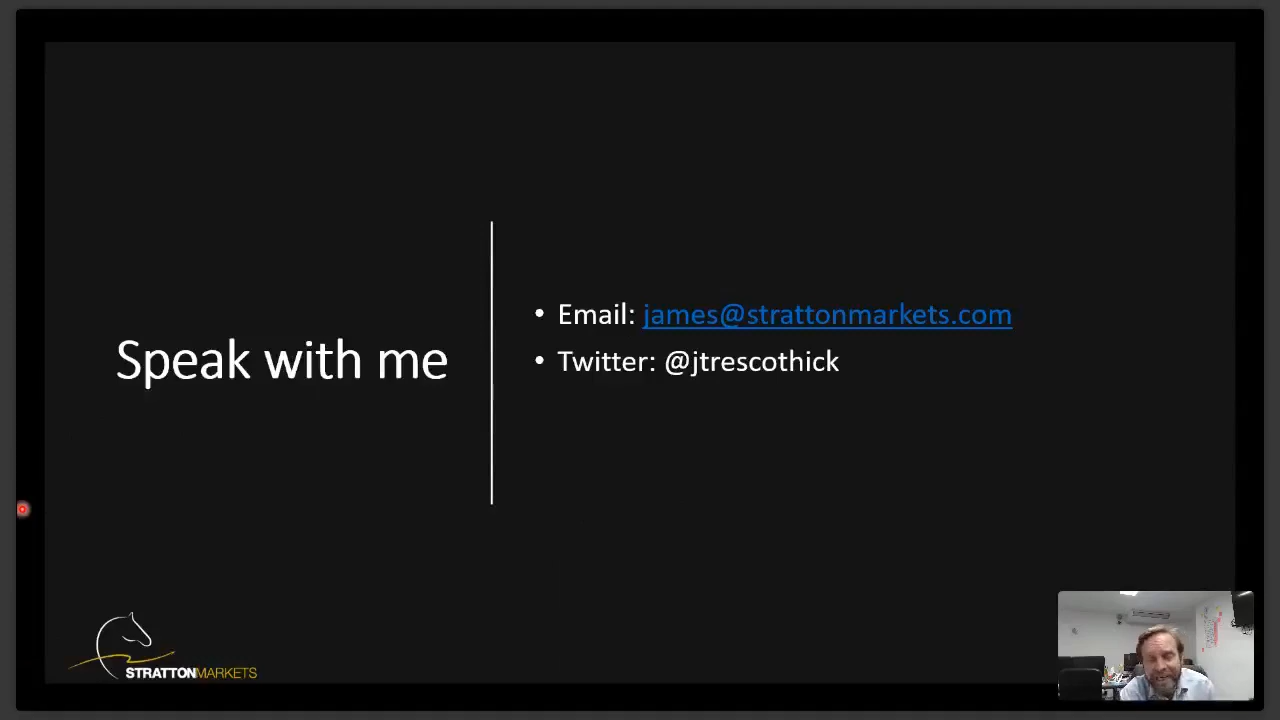 Speak with me
• Email: james@strattonmarkets.com
• Twitter: @jtrescothick
STRATTONMARKETS